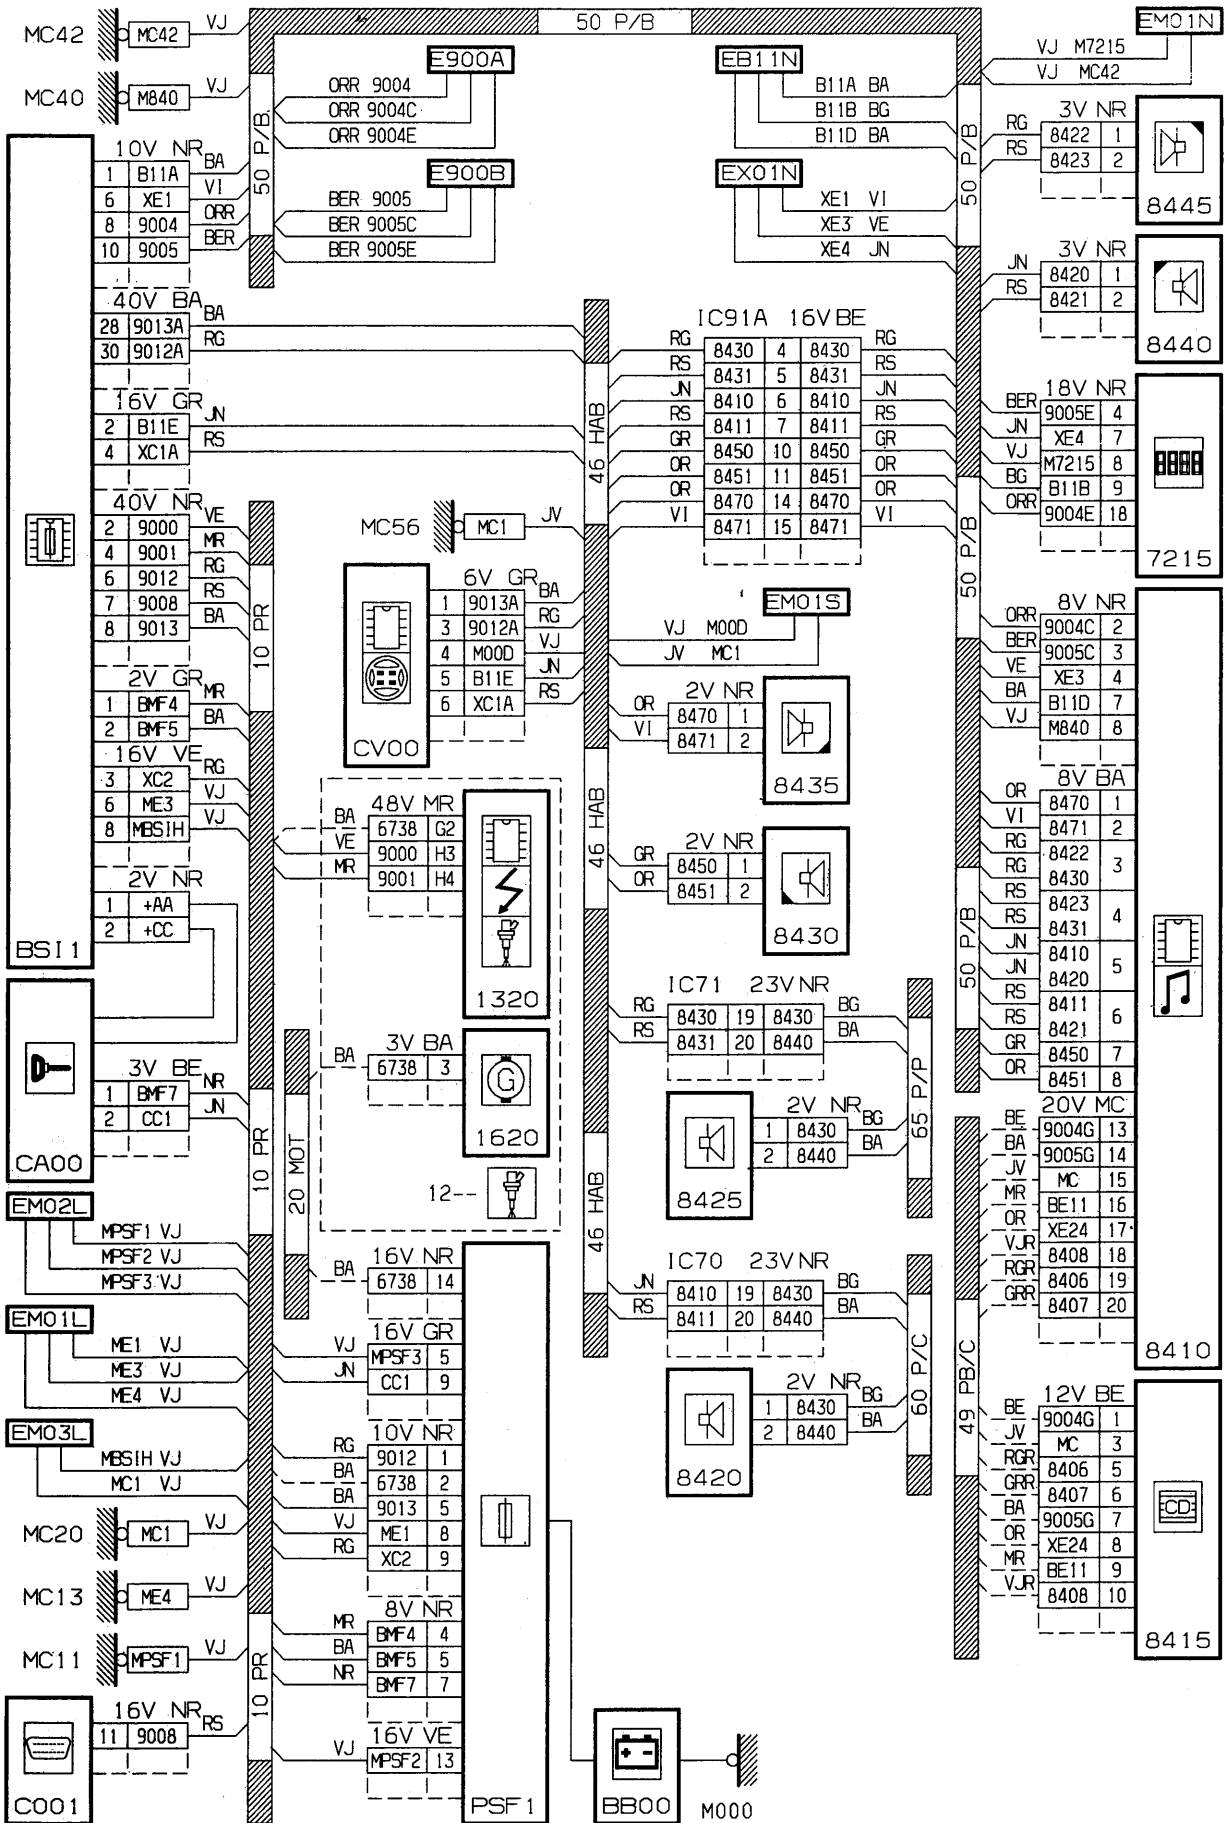 50 P/B
MC42 MC42 VJ
MC40 M840 VJ
50 P/B
E900A
ORR 9004
ORR 9004C
ORR 9004E
E900B
BER 9005
BER 9005C
BER 9005E
EB11N
B11A BA
B11B BG
B11D BA
EX01N
XE1 VI
XE3 VE
XE4 JN
EM01N
VJ M7215
VJ MC42
50 P/B
3V NR
RG 8422 1
RS 8423 2
8445
3V NR
JN 8420 1
RS 8421 2
8440
18V NR
BER 9005E 4
JN XE4 7
VJ M7215 8
BG B11B 9
ORR 9004E 18
7215
50 P/B
8V NR
ORR 9004C 2
BER 9005C 3
VE XE3 4
BA B11D 7
VJ M840 8
8V BA
OR 8470 1
VI 8471 2
RG 8422
RG 8430
3
RS 8423
RS 8431
4
JN 8410
JN 8420
5
RS 8411
RS 8421
6
GR 8450 7
OR 8451 8
50 P/B
20V MC
BE 9004G 13
BA 9005G 14
JV MC 15
MR BE11 16
OR XE24 17
VJR 8408 18
RGR 8406 19
GRR 8407 20
8410
49 PB/C
12V BE
BE 9004G 1
JV MC 3
RGR 8406 5
GRR 8407 6
BA 9005G 7
OR XE24 8
MR BE11 9
VJR 8408 10
CD
8415
10V NR
1 B11A BA
6 XE1 VI
8 9004 ORR
10 9005 BER
40V BA
28 9013A BA
30 9012A RG
16V GR
2 B11E JN
4 XC1A RS
40V NR
2 9000 VE
4 9001 MR
6 9012 RG
7 9008 RS
8 9013 BA
2V GR
1 BMF4 MR
2 BMF5 BA
16V VE
3 XC2 RG
6 ME3 VJ
8 MBSIH VJ
2V NR
1 +AA
2 +CC
BSI1
3V BE
1 BMF7 NR
2 CC1 JN
CA00
10 PR
10 PR
20 MOT
EM02L
MPSF1 VJ
MPSF2 VJ
MPSF3 VJ
EM01L
ME1 VJ
ME3 VJ
ME4 VJ
EM03L
MBSIH VJ
MC1 VJ
MC20 MC1 VJ
MC13 ME4 VJ
MC11 MPSF1 VJ
10 PR
16V NR
11 9008 RS
C001
46 HAB
IC91A 16V BE
RG 8430 4 8430 RG
RS 8431 5 8431 RS
JN 8410 6 8410 JN
RS 8411 7 8411 RS
GR 8450 10 8450 GR
OR 8451 11 8451 OR
OR 8470 14 8470 OR
VI 8471 15 8471 VI
MC56 MC1 JV
6V GR
1 9013A BA
3 9012A RG
4 M00D VJ
5 B11E JN
6 XC1A RS
CV00
EM01S
VJ M00D
JV MC1
2V NR
OR 8470 1
VI 8471 2
8435
46 HAB
2V NR
GR 8450 1
OR 8451 2
8430
48V MR
BA 6738 G2
VE 9000 H3
MR 9001 H4
1320
3V BA
BA 6738 3
G
1620
12--
IC71 23V NR
RG 8430 19 8430 BG
RS 8431 20 8440 BA
65 P/P
2V NR
1 8430 BG
2 8440 BA
8425
46 HAB
IC70 23V NR
JN 8410 19 8430 BG
RS 8411 20 8440 BA
60 P/C
2V NR
1 8430 BG
2 8440 BA
8420
16V NR
BA 6738 14
16V GR
VJ MPSF3 5
JN CC1 9
10V NR
RG 9012 1
BA 6738 2
BA 9013 5
VJ ME1 8
RG XC2 9
8V NR
MR BMF4 4
BA BMF5 5
NR BMF7 7
16V VE
VJ MPSF2 13
PSF1
BB00
M000